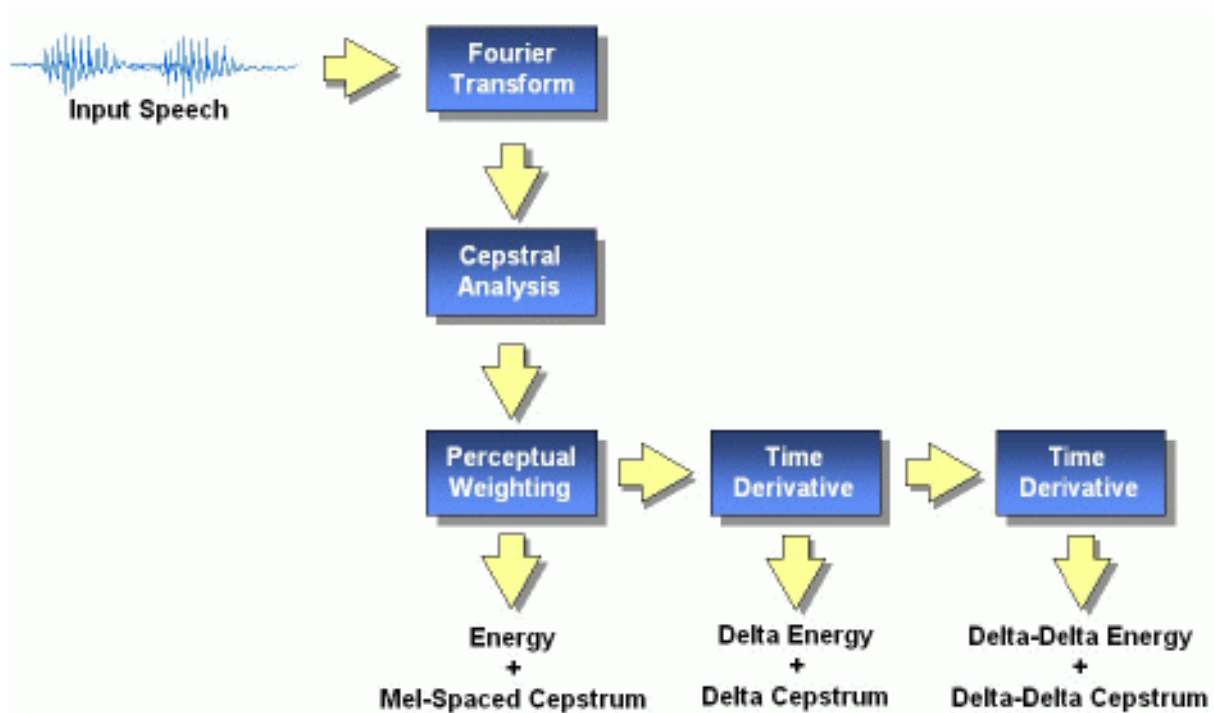 Input Speech
Fourier
Transform
Cepstral
Analysis
Perceptual
Weighting
Time
Derivative
Time
Derivative
Energy
+
Mel-Spaced Cepstrum
Delta Energy
+
Delta Cepstrum
Delta-Delta Energy
+
Delta-Delta Cepstrum